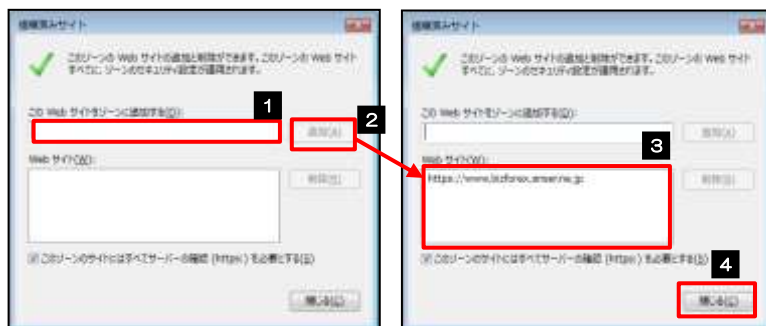 信頼済みサイト
このゾーンの Web サイトの追加と削除ができます。このゾーンの Web サイト
すべてに、ゾーンのセキュリティ設定が適用されます。
この Web サイトをゾーンに追加する(D):
1
追加(A)
2
Web サイト(W):
削除(R)
このゾーンのサイトにはすべてサーバーの確認 (https:) を必要とする(S)
閉じる(C)
信頼済みサイト
このゾーンの Web サイトの追加と削除ができます。このゾーンの Web サイト
すべてに、ゾーンのセキュリティ設定が適用されます。
この Web サイトをゾーンに追加する(D):
追加(A)
3
Web サイト(W):
https://www.bizforex.anser.ne.jp
削除(R)
このゾーンのサイトにはすべてサーバーの確認 (https:) を必要とする(S)
4
閉じる(C)